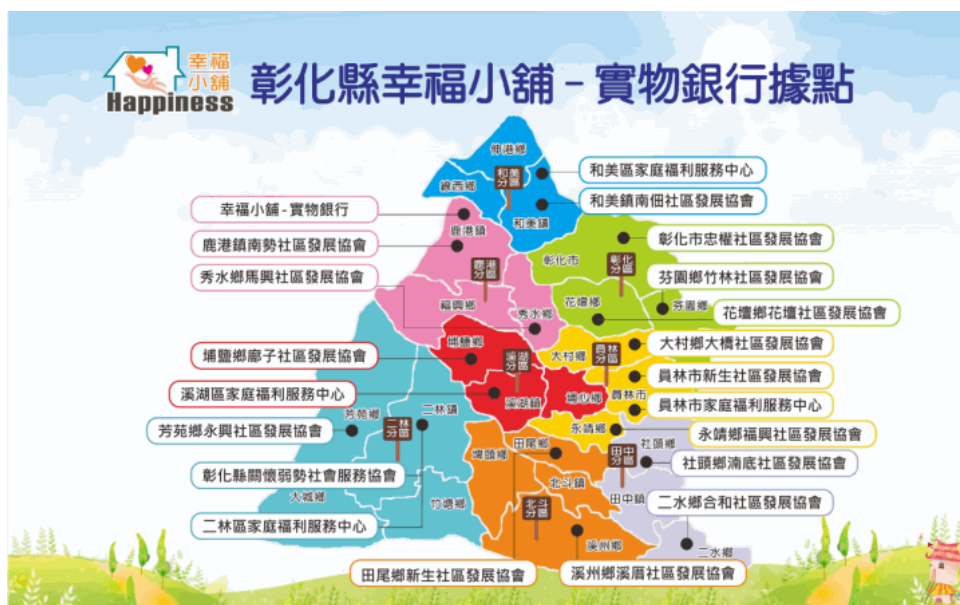 幸福
小舖
Happiness
彰化縣幸福小舖-實物銀行據點
伸港鄉
和美
分區
線西鄉
和美鎮
和美區家庭福利服務中心
和美鎮南佃社區發展協會
幸福小舖-實物銀行
鹿港鎮南勢社區發展協會
秀水鄉馬興社區發展協會
鹿港鎮
鹿港
分區
福興鄉
秀水鄉
彰化市
彰化
分區
花壇鄉
芬園鄉
彰化市忠權社區發展協會
芬園鄉竹林社區發展協會
花壇鄉花壇社區發展協會
埔鹽鄉廍子社區發展協會
溪湖區家庭福利服務中心
埔鹽鄉
溪湖
分區
溪湖鎮
埔心鄉
大村鄉
員林
分區
員林市
永靖鄉
大村鄉大橋社區發展協會
員林市新生社區發展協會
員林市家庭福利服務中心
永靖鄉福興社區發展協會
芳苑鄉永興社區發展協會
彰化縣關懷弱勢社會服務協會
二林區家庭福利服務中心
芳苑鄉
二林鎮
二林
分區
大城鄉
竹塘鄉
田尾鄉
埤頭鄉
北斗鎮
北斗
分區
溪州鄉
社頭鄉
田中
分區
田中鎮
二水鄉
社頭鄉湳底社區發展協會
二水鄉合和社區發展協會
田尾鄉新生社區發展協會
溪州鄉溪厝社區發展協會